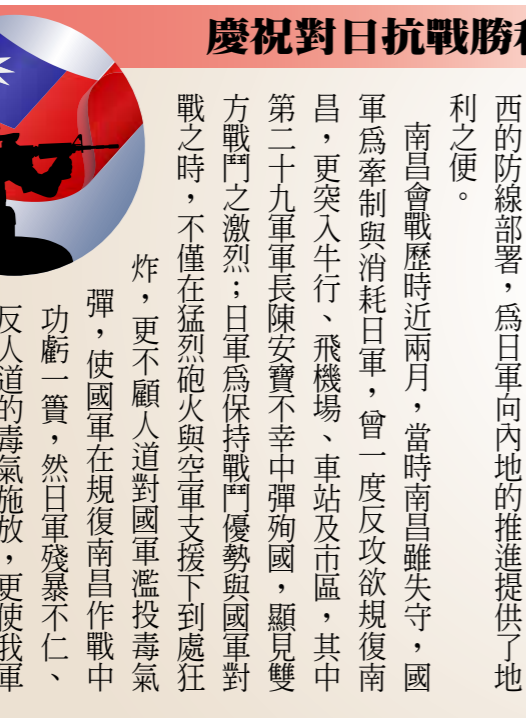 慶祝對日抗戰勝
西的防線部署，爲日軍向內地的推進提供了地
利之便。
南昌會戰歷時近兩月，當時南昌雖失守，國
軍爲牽制與消耗日軍，曾一度反攻欲規復南
昌，更突入牛行、飛機場、車站及市區，其中
第二十九軍軍長陳安寶不幸中彈殉國，顯見雙
方戰鬥之激烈；日軍爲保持戰鬥優勢與國軍對
戰之時，不僅在猛烈砲火與空軍支援下到處狂
炸，更不顧人道對國軍濫投毒氣
彈，使國軍在規復南昌作戰中
功虧一簣，然日軍殘暴不仁、
反人道的毒氣施放，更使我軍